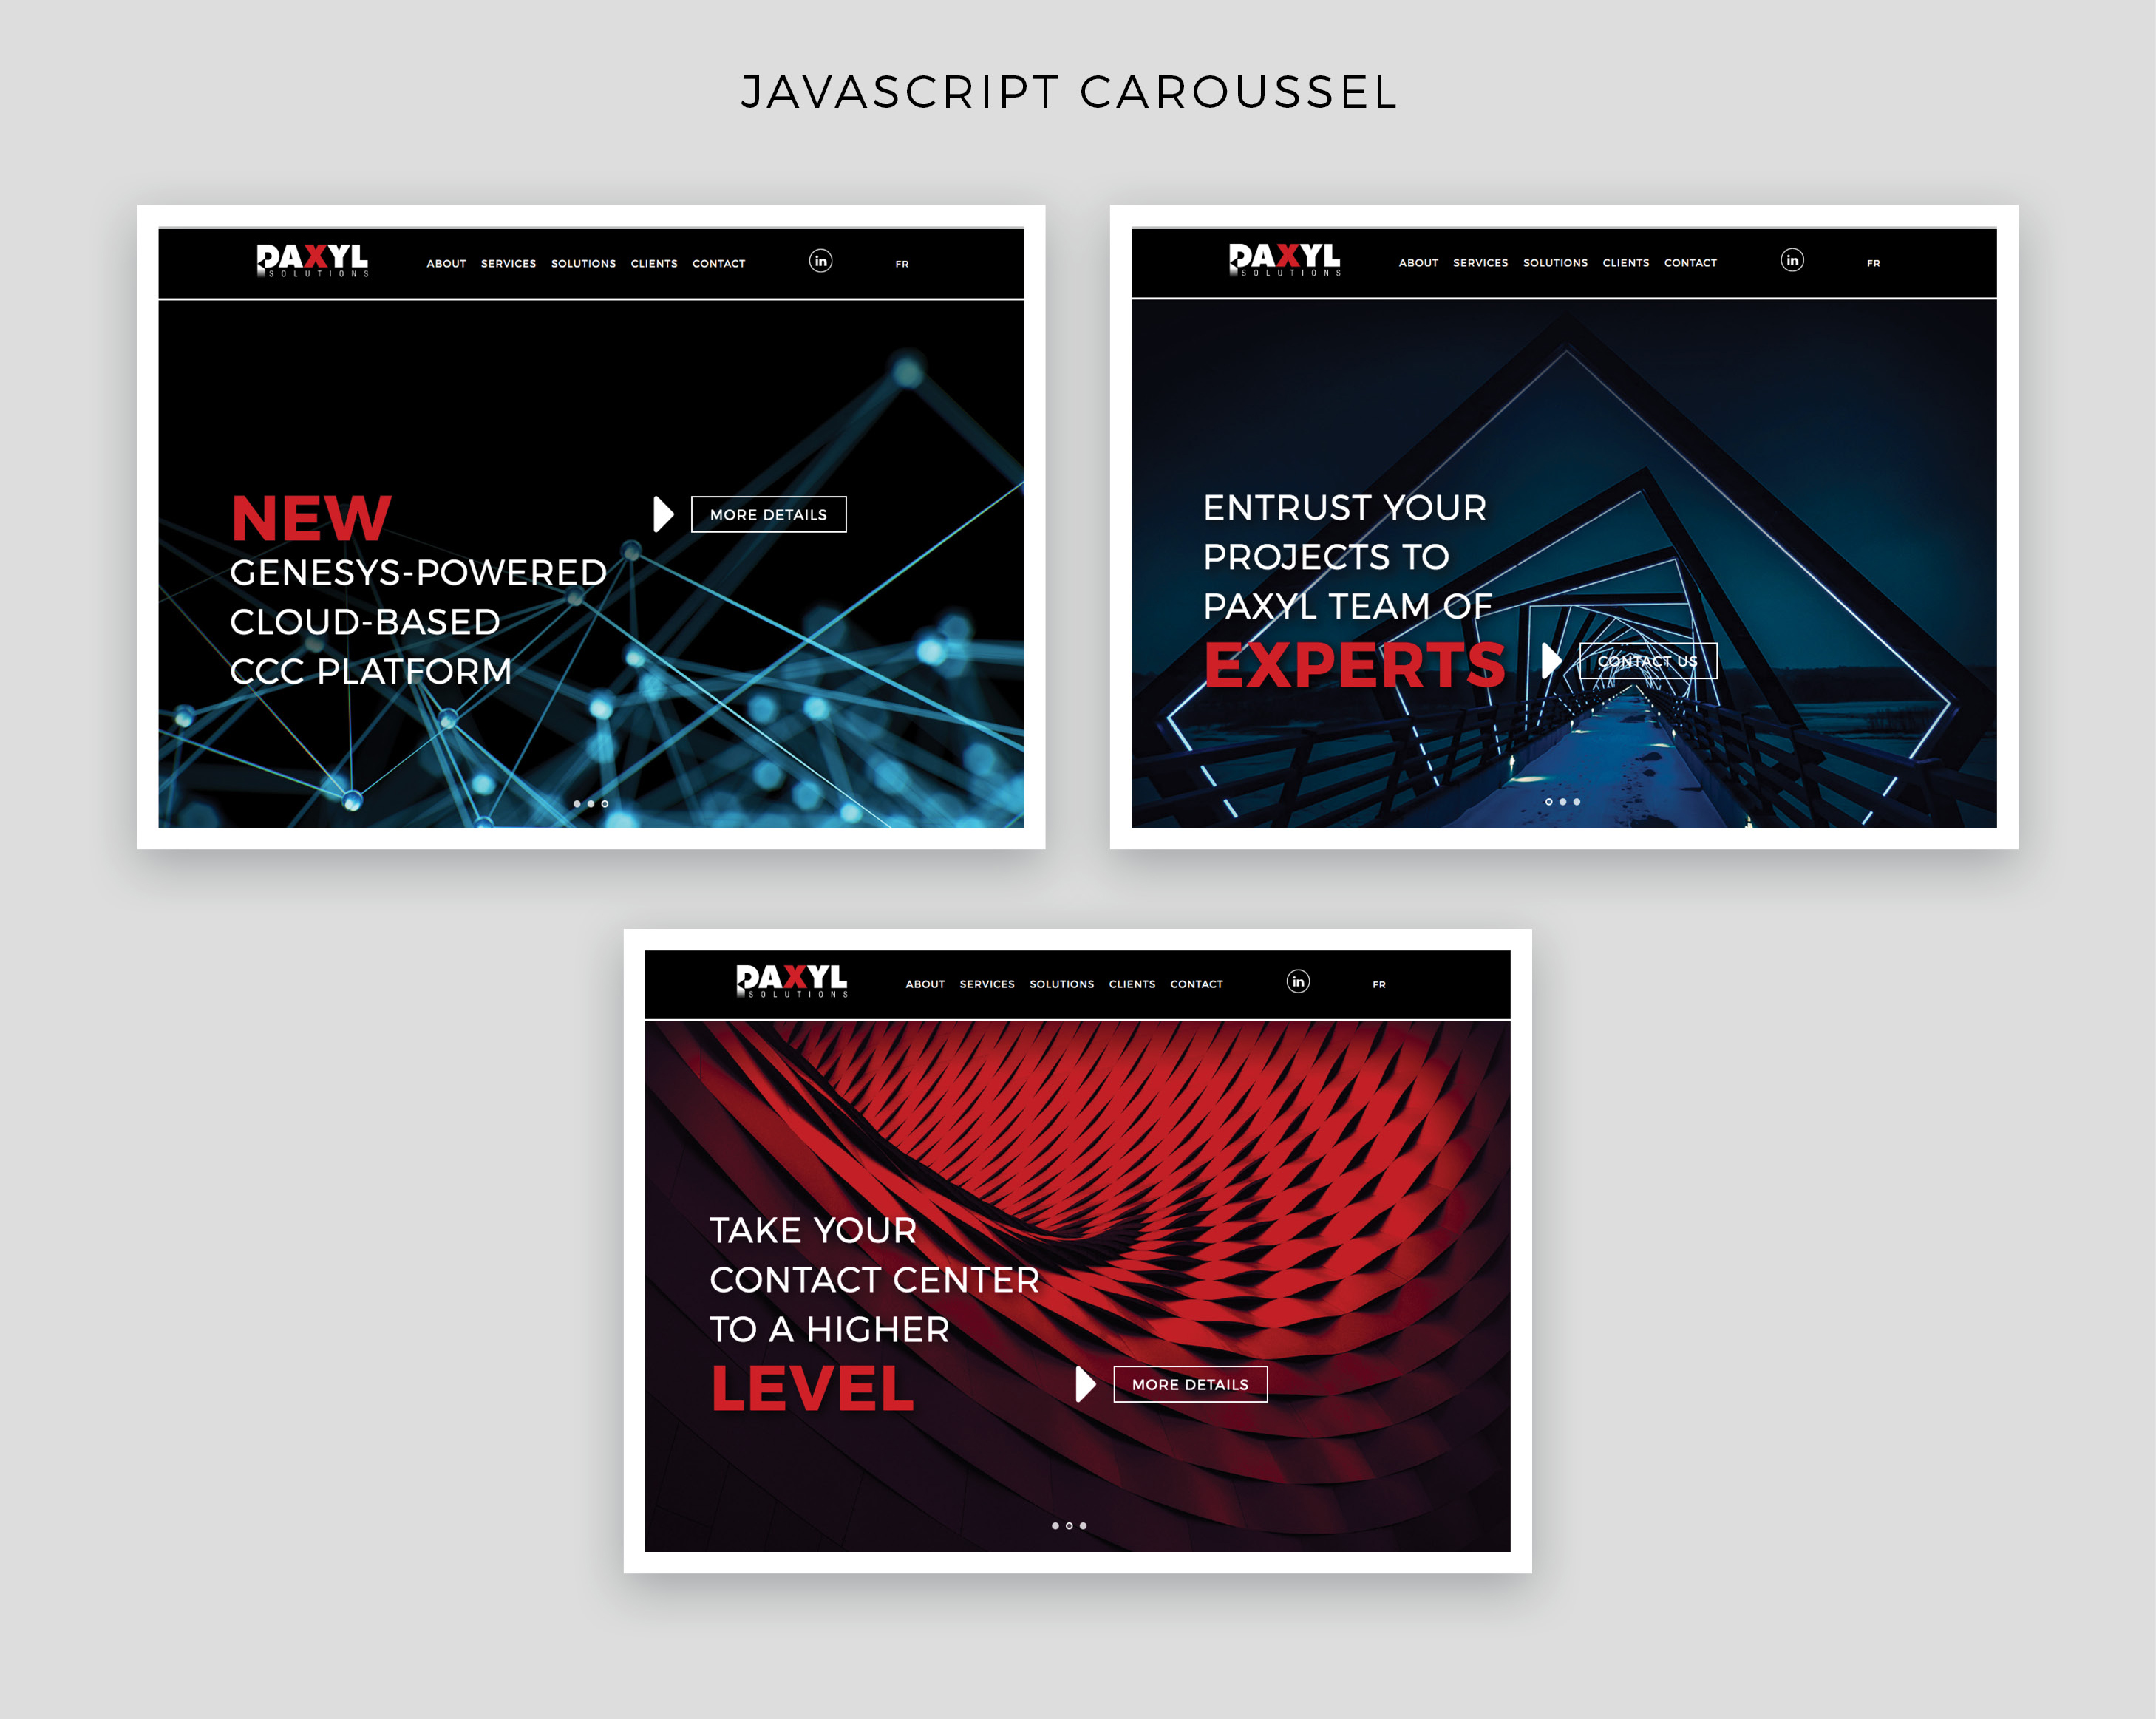 JAVASCRIPT CAROUSSEL
PAXYL
SOLUTIONS
ABOUT SERVICES SOLUTIONS CLIENTS CONTACT in FR
NEW
GENESYS-POWERED
CLOUD-BASED
CCC PLATFORM
MORE DETAILS
PAXYL
SOLUTIONS
ABOUT SERVICES SOLUTIONS CLIENTS CONTACT in FR
ENTRUST YOUR
PROJECTS TO
PAXYL TEAM OF
EXPERTS
CONTACT US
PAXYL
SOLUTIONS
ABOUT SERVICES SOLUTIONS CLIENTS CONTACT in FR
TAKE YOUR
CONTACT CENTER
TO A HIGHER
LEVEL
MORE DETAILS